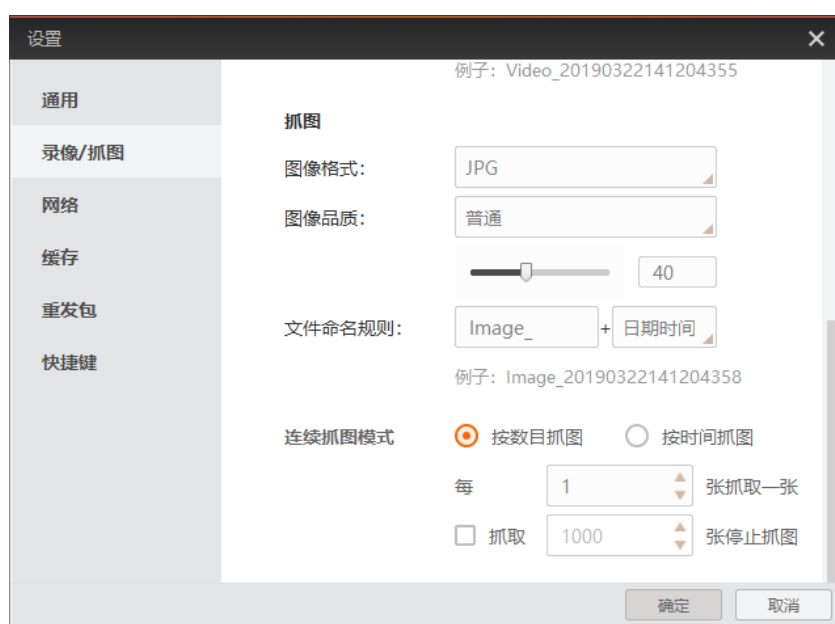 设置
例子：Video_20190322141204355
通用
抓图
录像/抓图
图像格式： JPG
网络
图像品质： 普通
缓存
40
重发包
文件命名规则： Image_ + 日期时间
快捷键
例子：Image_20190322141204358
连续抓图模式 按数目抓图 按时间抓图
每 1 张抓取一张
抓取 1000 张停止抓图
确定 取消